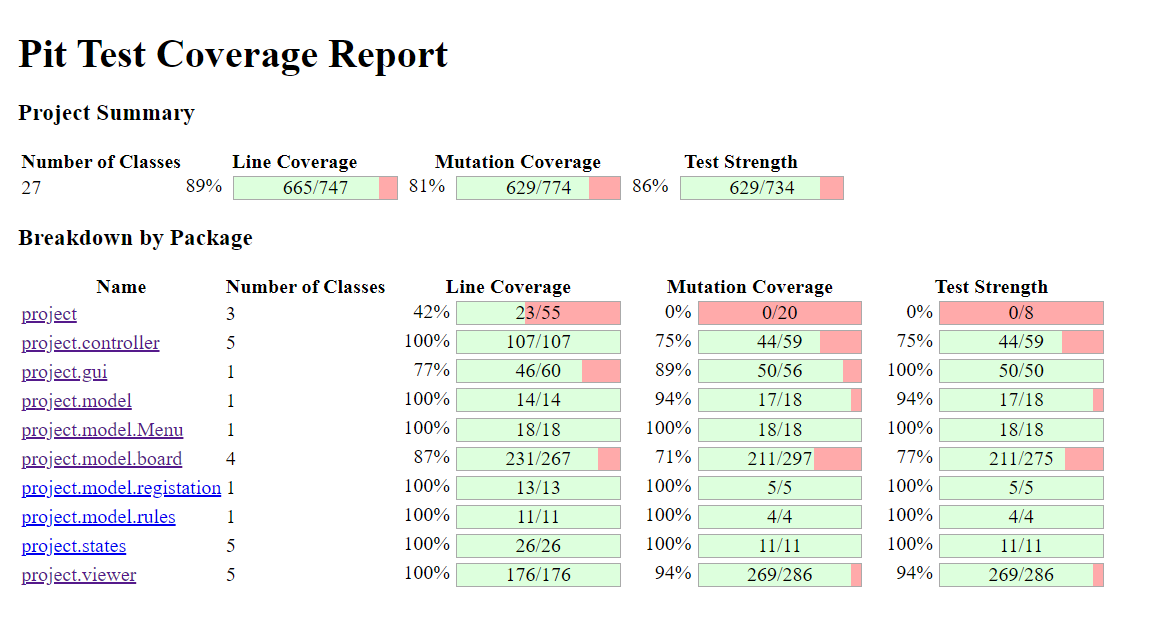 Pit Test Coverage Report
Project Summary
Number of Classes Line Coverage Mutation Coverage Test Strength
27 89% 665/747 81% 629/774 86% 629/734
Breakdown by Package
Name Number of Classes Line Coverage Mutation Coverage Test Strength
project 3 42% 23/55 0% 0/20 0% 0/8
project.controller 5 100% 107/107 75% 44/59 75% 44/59
project.gui 1 77% 46/60 89% 50/56 100% 50/50
project.model 1 100% 14/14 94% 17/18 94% 17/18
project.model.Menu 1 100% 18/18 100% 18/18 100% 18/18
project.model.board 4 87% 231/267 71% 211/297 77% 211/275
project.model.registation 1 100% 13/13 100% 5/5 100% 5/5
project.model.rules 1 100% 11/11 100% 4/4 100% 4/4
project.states 5 100% 26/26 100% 11/11 100% 11/11
project.viewer 5 100% 176/176 94% 269/286 94% 269/286